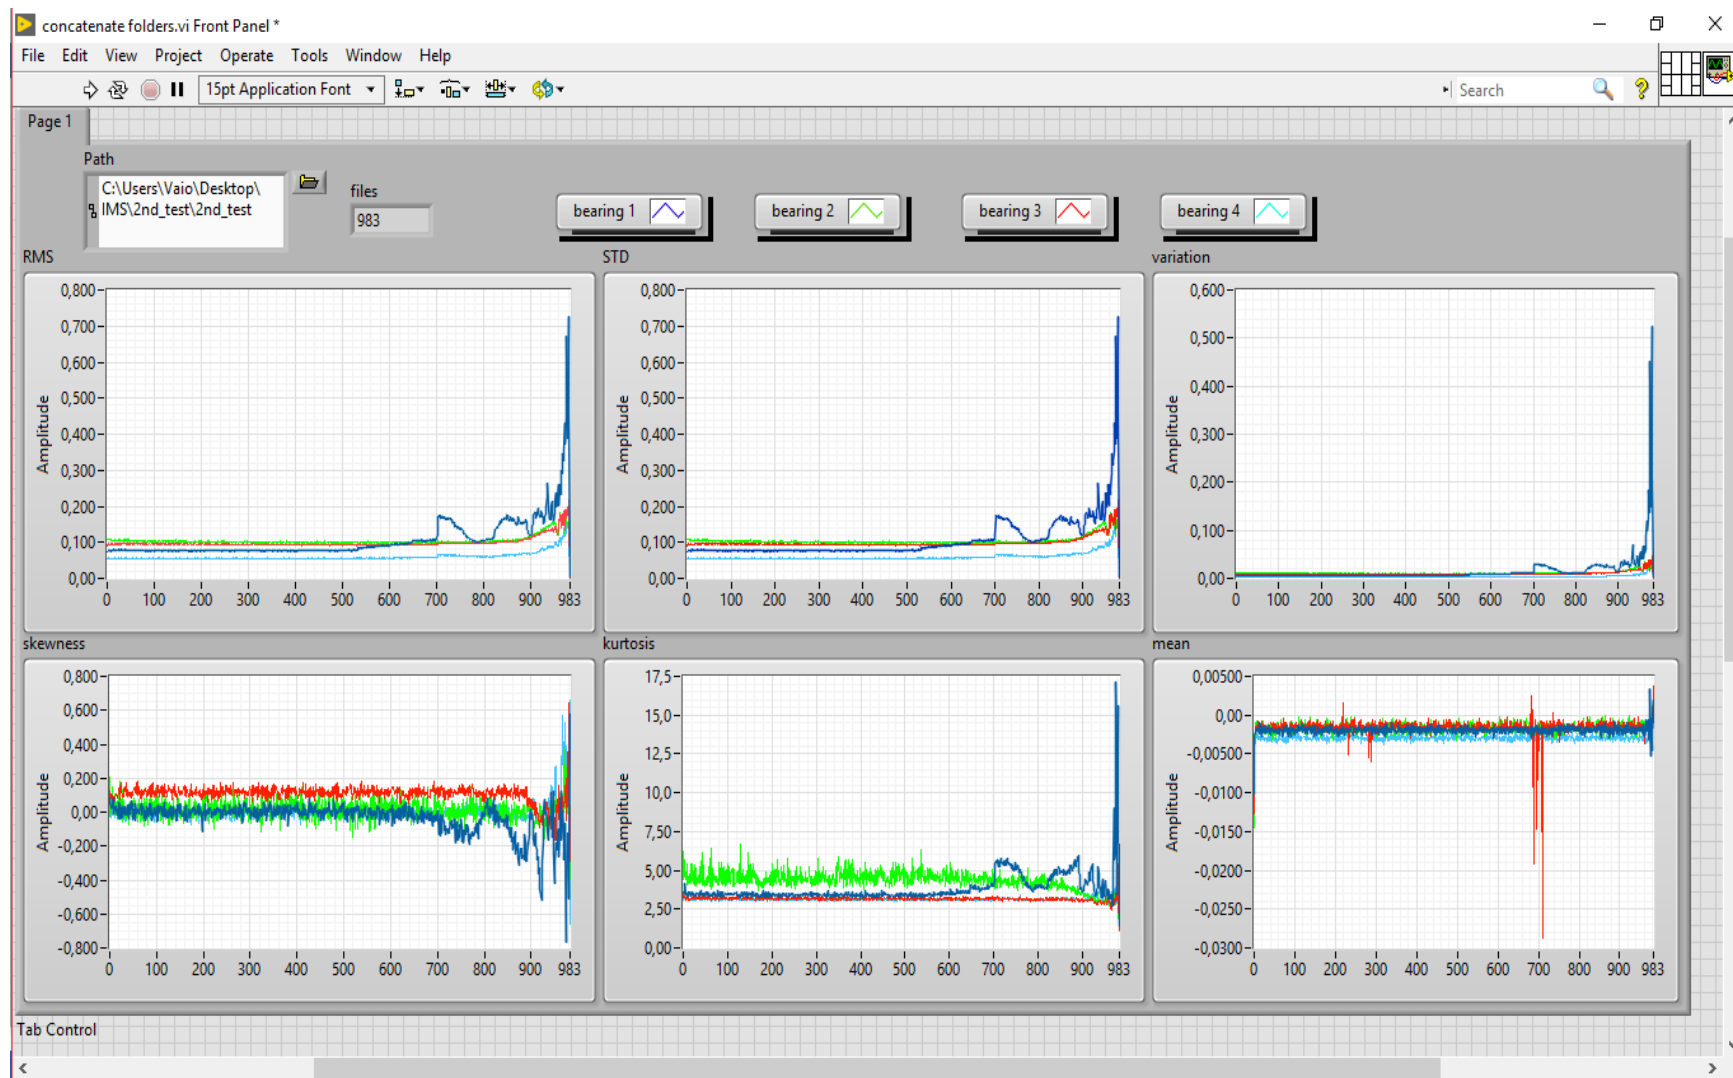 concatenate folders.vi Front Panel *
File Edit View Project Operate Tools Window Help
15pt Application Font
Search
Page 1
Path
C:\Users\Vaio\Desktop\
IMS\2nd_test\2nd_test
files
983
bearing 1
bearing 2
bearing 3
bearing 4
RMS
0,800
0,700
0,600
0,500
0,400
0,300
0,200
0,100
0,00
Amplitude
0 100 200 300 400 500 600 700 800 900 983
STD
0,800
0,700
0,600
0,500
0,400
0,300
0,200
0,100
0,00
Amplitude
0 100 200 300 400 500 600 700 800 900 983
variation
0,600
0,500
0,400
0,300
0,200
0,100
0,00
Amplitude
0 100 200 300 400 500 600 700 800 900 983
skewness
0,800
0,600
0,400
0,200
0,00
-0,200
-0,400
-0,600
-0,800
Amplitude
0 100 200 300 400 500 600 700 800 900 983
kurtosis
17,5
15,0
12,5
10,0
7,50
5,00
2,50
0,00
Amplitude
0 100 200 300 400 500 600 700 800 900 983
mean
0,00500
0,00
-0,00500
-0,0100
-0,0150
-0,0200
-0,0250
-0,0300
Amplitude
0 100 200 300 400 500 600 700 800 900 983
Tab Control